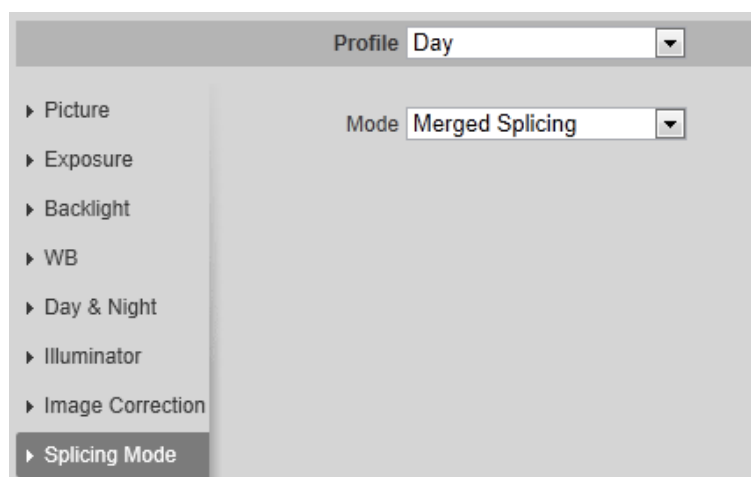 Profile Day
Picture
Mode Merged Splicing
Exposure
Backlight
WB
Day & Night
Illuminator
Image Correction
Splicing Mode